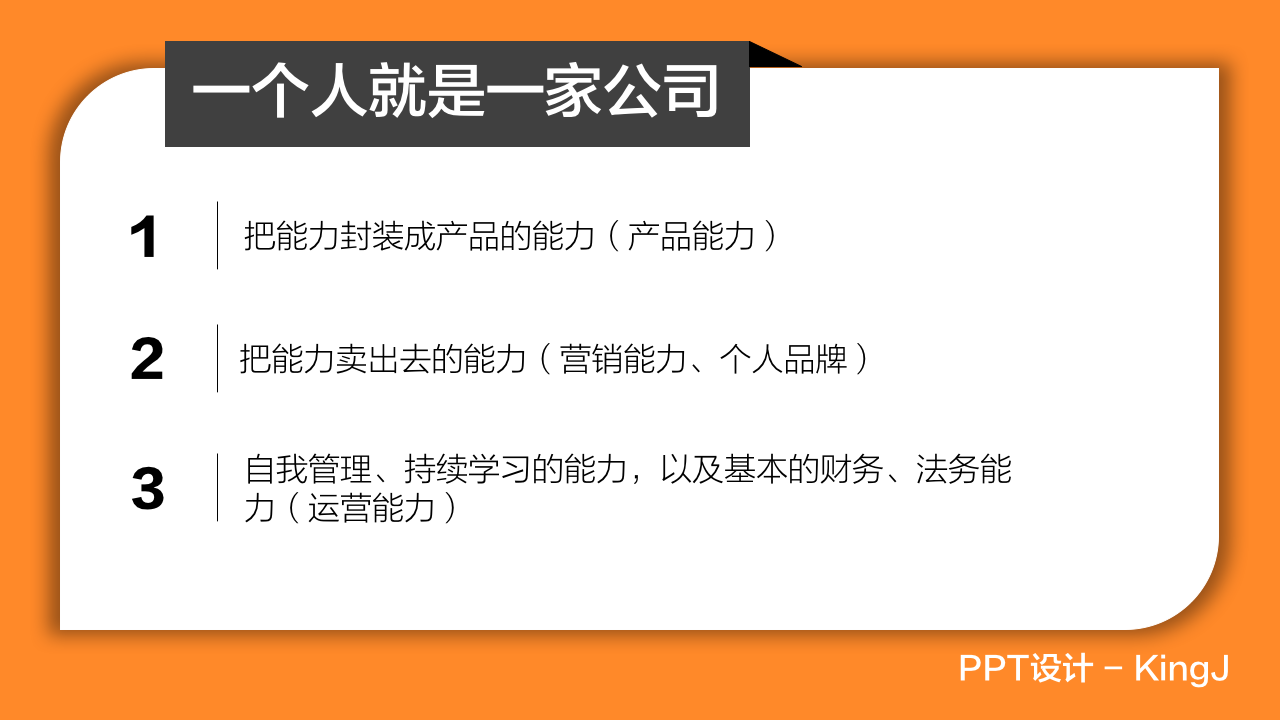 一个人就是一家公司
1
把能力封装成产品的能力（产品能力）
2
把能力卖出去的能力（营销能力、个人品牌）
3
自我管理、持续学习的能力，以及基本的财务、法务能
力（运营能力）
PPT设计 – KingJ